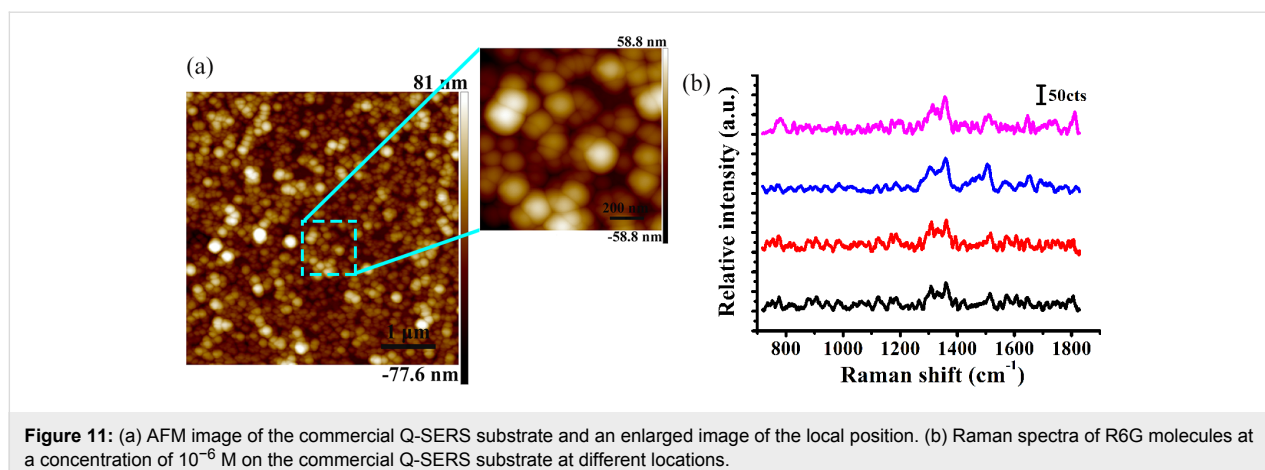 (a)
81 nm
1 μm
-77.6 nm
58.8 nm
200 nm
-58.8 nm
(b)
50cts
Relative intensity (a.u.)
800 1000 1200 1400 1600 1800
Raman shift (cm⁻¹)
Figure 11: (a) AFM image of the commercial Q-SERS substrate and an enlarged image of the local position. (b) Raman spectra of R6G molecules at
a concentration of 10⁻⁶ M on the commercial Q-SERS substrate at different locations.